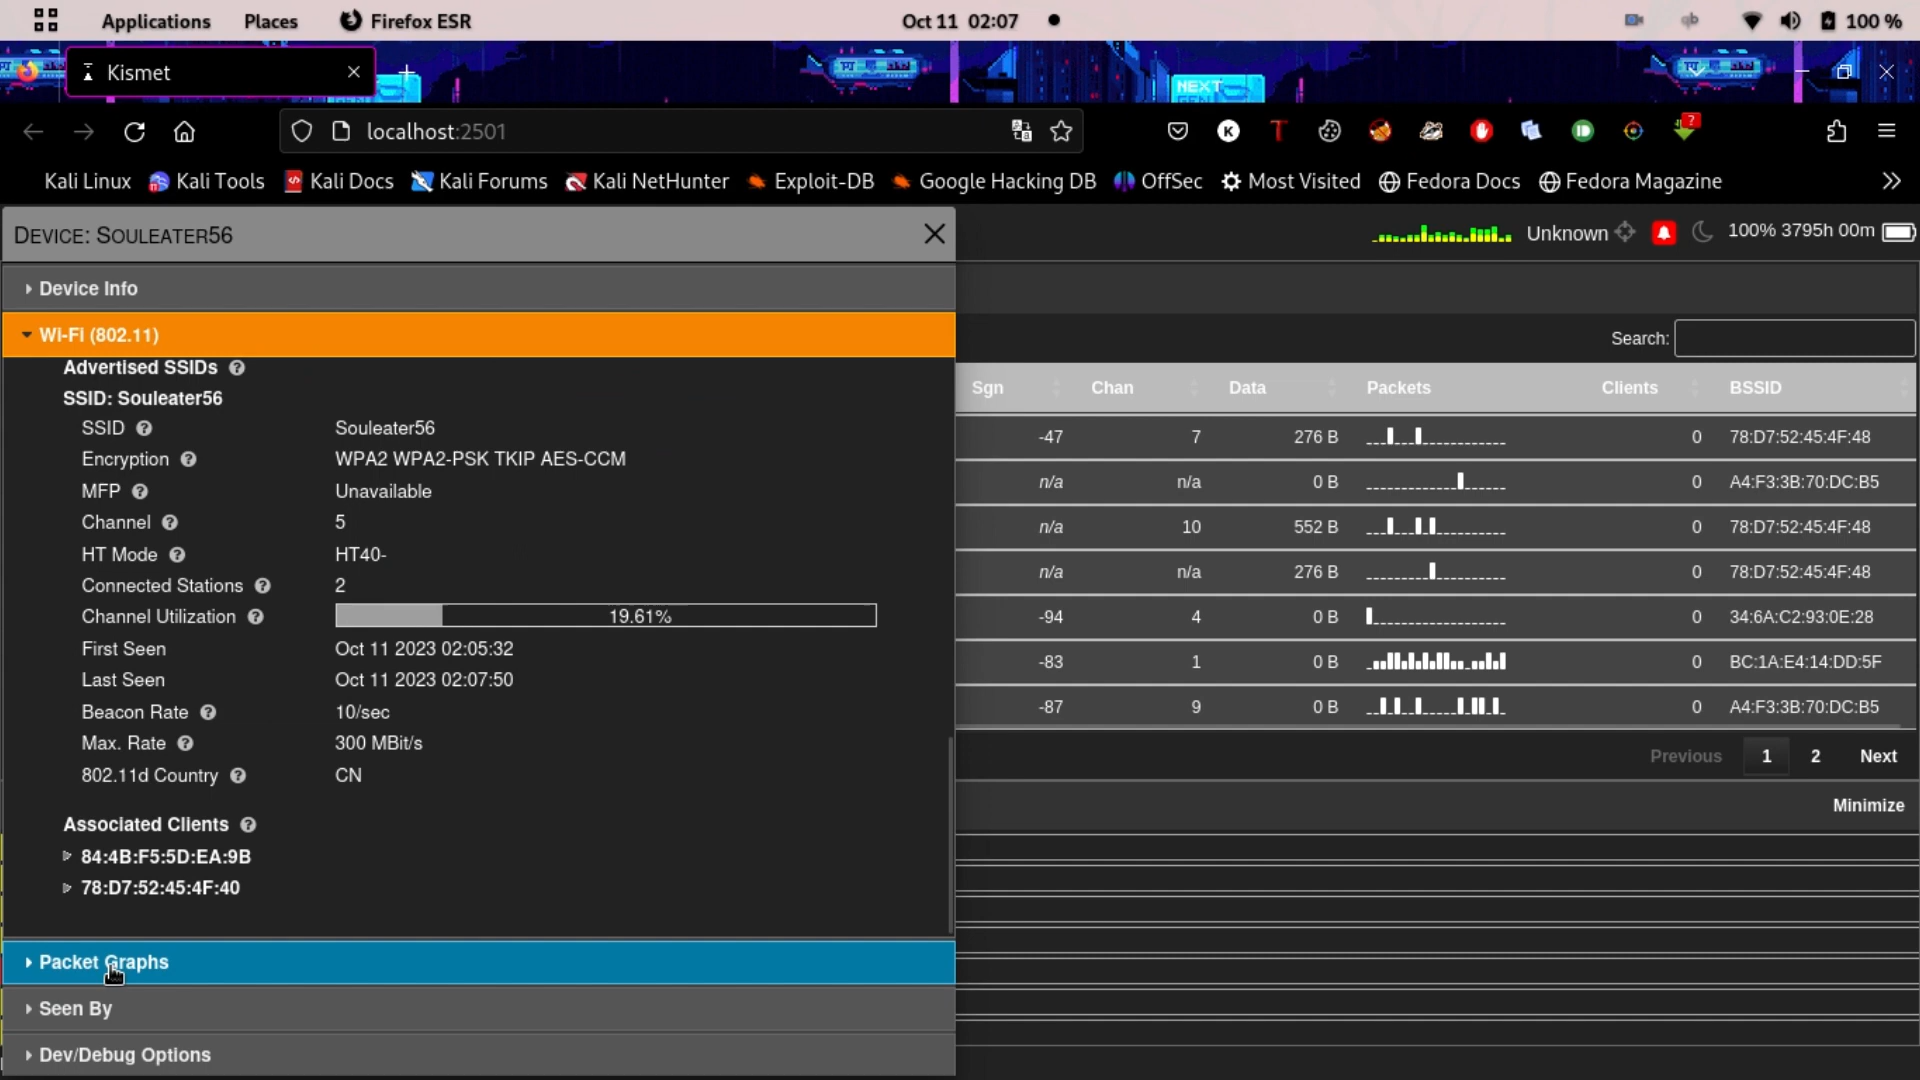 Applications Places Firefox ESR Oct 11 02:07 100 %
Kismet
NEXT
localhost:2501
Kali Linux Kali Tools Kali Docs Kali Forums Kali NetHunter Exploit-DB Google Hacking DB OffSec Most Visited Fedora Docs Fedora Magazine
DEVICE: SOULEATER56
Unknown 100% 3795h 00m
Device Info
Wi-Fi (802.11)
Search:
Advertised SSIDs
SSID: Souleater56
SSID Souleater56
Encryption WPA2 WPA2-PSK TKIP AES-CCM
MFP Unavailable
Channel 5
HT Mode HT40-
Connected Stations 2
Channel Utilization 19.61%
First Seen Oct 11 2023 02:05:32
Last Seen Oct 11 2023 02:07:50
Beacon Rate 10/sec
Max. Rate 300 MBit/s
802.11d Country CN
Associated Clients
84:4B:F5:5D:EA:9B
78:D7:52:45:4F:40
Packet Graphs
Seen By
Dev/Debug Options
Sgn Chan Data Packets Clients BSSID
-47 7 276 B 0 78:D7:52:45:4F:48
n/a n/a 0 B 0 A4:F3:3B:70:DC:B5
n/a 10 552 B 0 78:D7:52:45:4F:48
n/a n/a 276 B 0 78:D7:52:45:4F:48
-94 4 0 B 0 34:6A:C2:93:0E:28
-83 1 0 B 0 BC:1A:E4:14:DD:5F
-87 9 0 B 0 A4:F3:3B:70:DC:B5
Previous 1 2 Next
Minimize